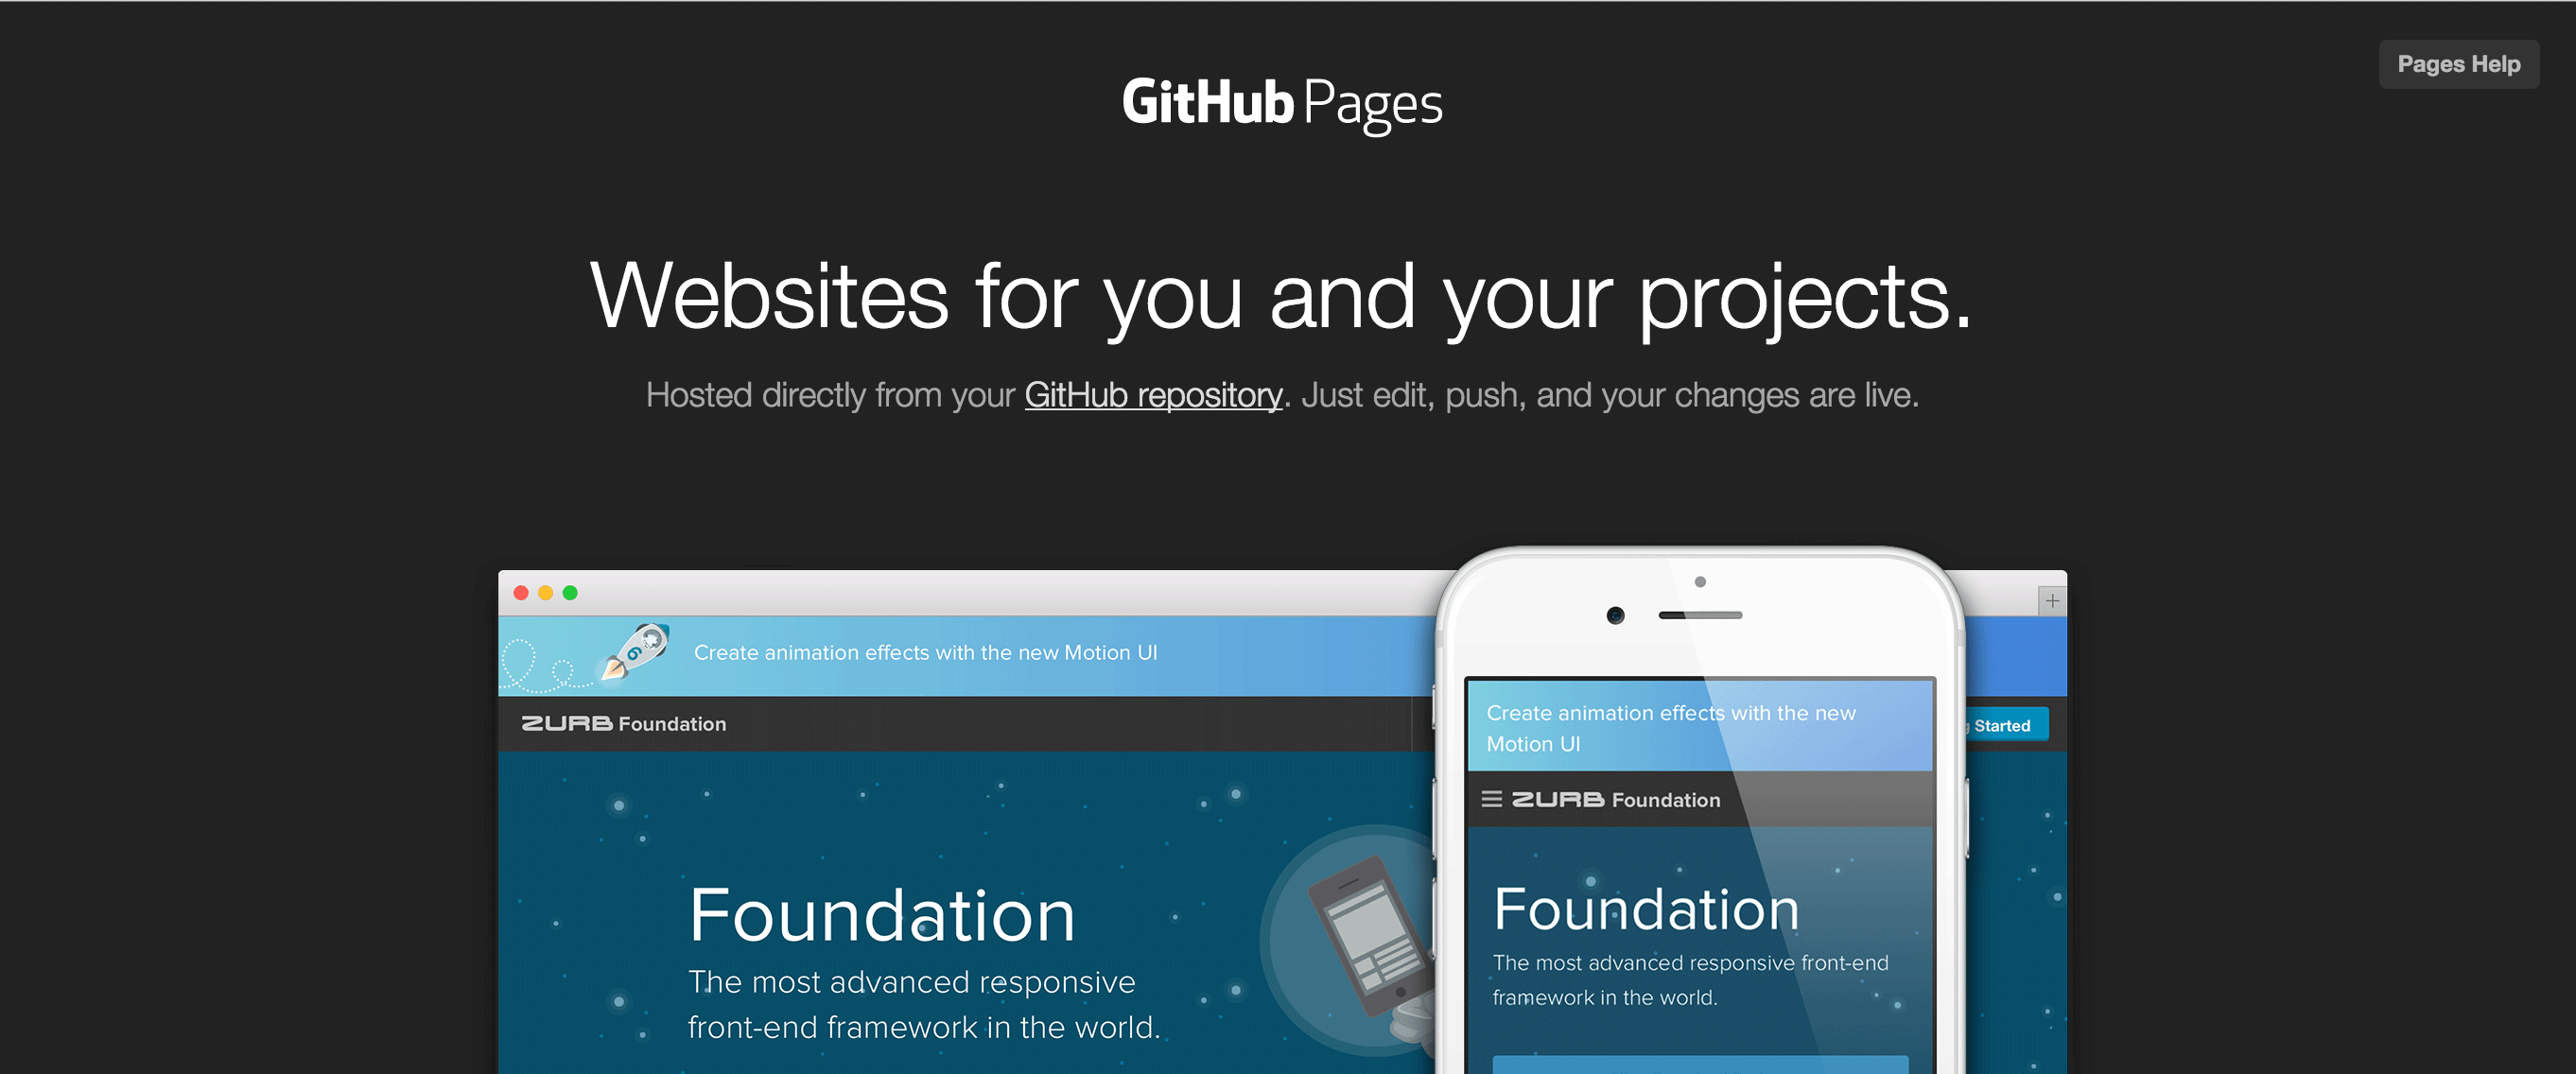 Pages Help
GitHub Pages
Websites for you and your projects.
Hosted directly from your GitHub repository. Just edit, push, and your changes are live.
6
Create animation effects with the new Motion UI
ZURB Foundation
Started
Foundation
The most advanced responsive
front-end framework in the world.
Create animation effects with the new
Motion UI
ZURB Foundation
Foundation
The most advanced responsive front-end
framework in the world.